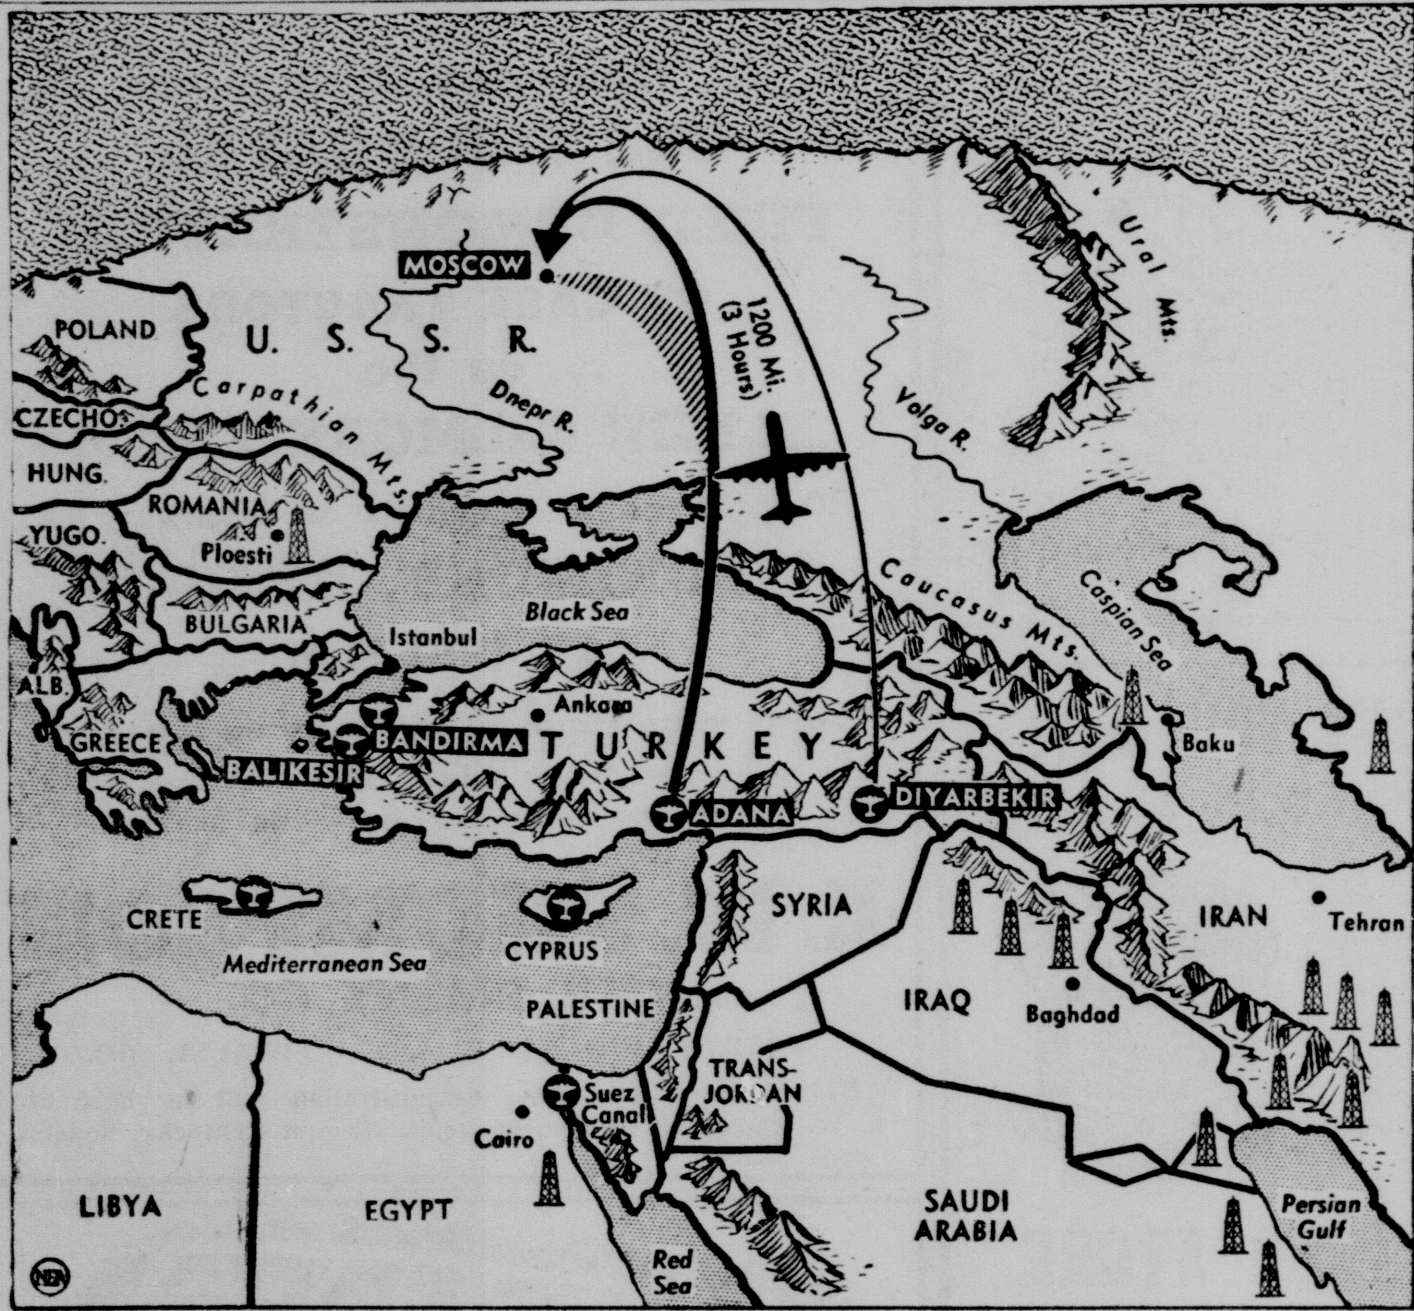 MOSCOW
Ural Mts.
1200 Mi.
(3 Hours)
POLAND
U. S. S. R.
Carpathian Mts.
Dnepr R.
Volga R.
CZECHO.
HUNG.
ROMANIA
Ploesti
YUGO.
BULGARIA
Black Sea
Istanbul
Caucasus Mts.
Caspian Sea
ALB.
GREECE
Ankara
BANDIRMA
TURKEY
Baku
BALIKESIR
ADANA
DIYARBEKIR
CRETE
CYPRUS
SYRIA
IRAN
Tehran
Mediterranean Sea
PALESTINE
IRAQ
Baghdad
TRANS-
JORDAN
Suez
Canal
Cairo
LIBYA
EGYPT
SAUDI
ARABIA
Persian
Gulf
Red
Sea
NEA